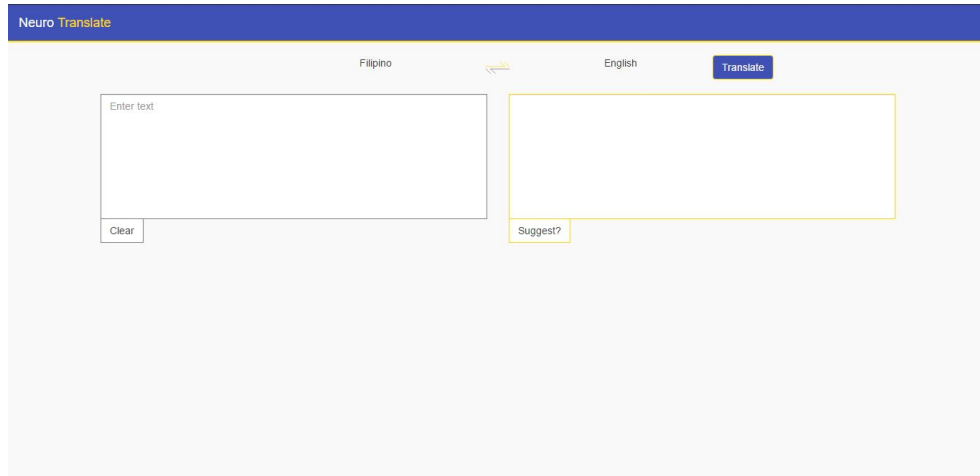 Neuro Translate
Filipino
English
Translate
Enter text
Clear
Suggest?